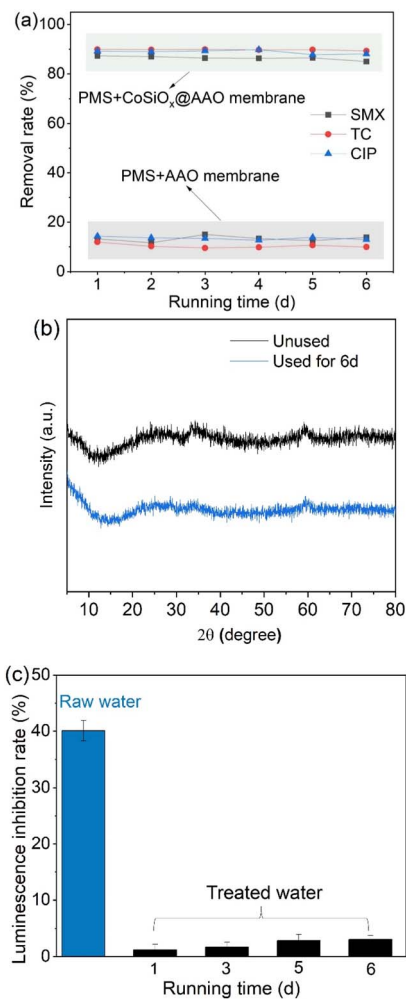 (a)
Removal rate (%)
100
80
60
40
20
0
PMS+CoSiOₓ@AAO membrane
SMX
TC
CIP
PMS+AAO membrane
1 2 3 4 5 6
Running time (d)
(b)
Intensity (a.u.)
Unused
Used for 6d
10 20 30 40 50 60 70 80
2θ (degree)
(c)
Luminescence inhibition rate (%)
50
40
30
20
10
0
Raw water
Treated water
1 3 5 6
Running time (d)